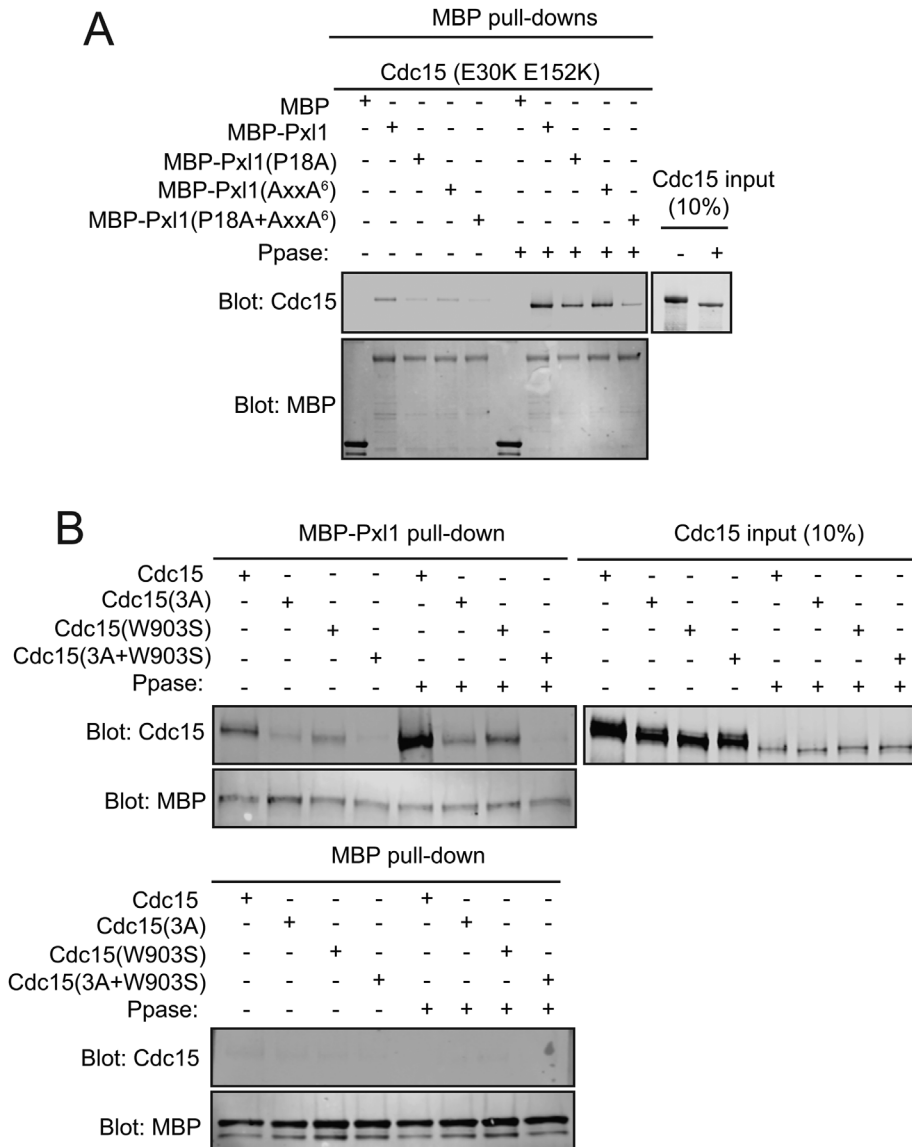 A
MBP pull-downs
Cdc15 (E30K E152K)
MBP + - - - - + - - - -
MBP-Pxl1 - + - - - - + - - -
MBP-Pxl1(P18A) - - + - - - - + - -
MBP-Pxl1(AxxA⁶) - - - + - - - - + -
MBP-Pxl1(P18A+AxxA⁶) - - - - + - - - - +
Cdc15 input
(10%)
Ppase: - - - - - + + + + + - +
Blot: Cdc15
Blot: MBP
B
MBP-Pxl1 pull-down Cdc15 input (10%)
Cdc15 + - - - + - - - + - - - + - - -
Cdc15(3A) - + - - - + - - - + - - - + - -
Cdc15(W903S) - - + - - - + - - - + - - - + -
Cdc15(3A+W903S) - - - + - - - + - - - + - - - +
Ppase: - - - - + + + + - - - - + + + +
Blot: Cdc15
Blot: MBP
MBP pull-down
Cdc15 + - - - + - - -
Cdc15(3A) - + - - - + - -
Cdc15(W903S) - - + - - - + -
Cdc15(3A+W903S) - - - + - - - +
Ppase: - - - - + + + +
Blot: Cdc15
Blot: MBP